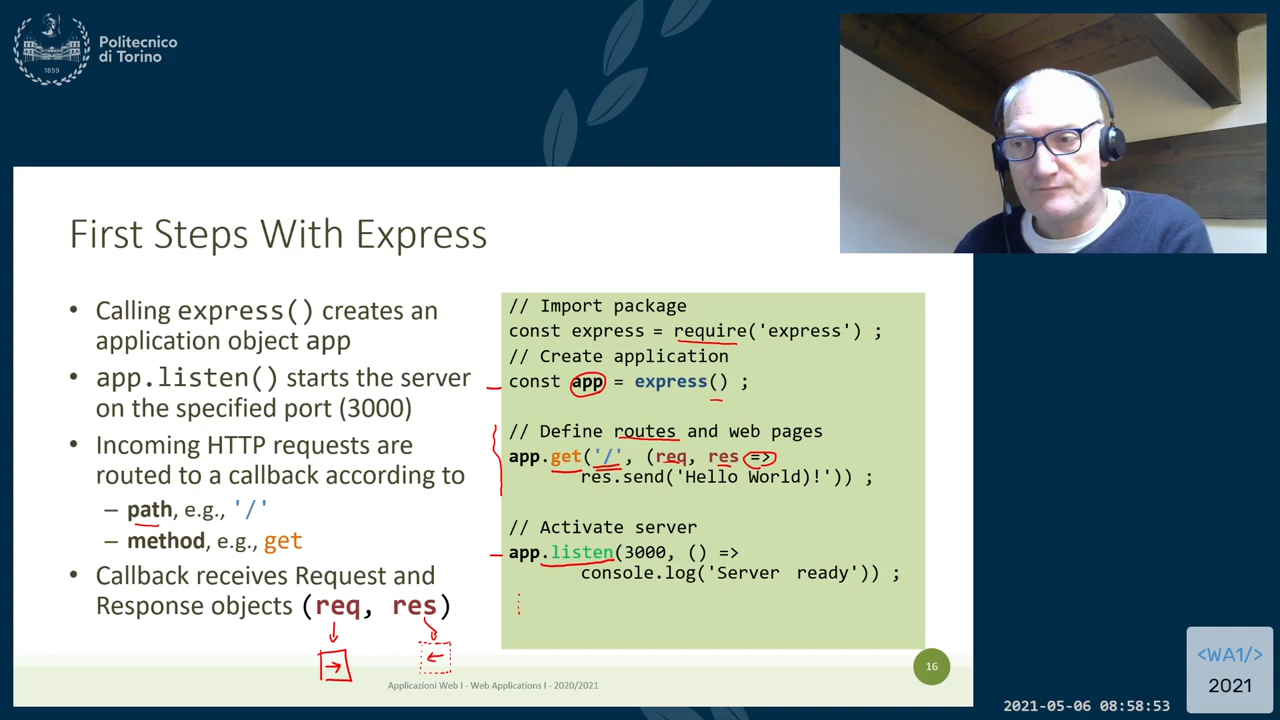 Politecnico
di Torino
1859
First Steps With Express
• Calling express() creates an
application object app
• app.listen() starts the server
on the specified port (3000)
• Incoming HTTP requests are
routed to a callback according to
– path, e.g., '/'
– method, e.g., get
• Callback receives Request and
Response objects (req, res)
// Import package
const express = require('express') ;
// Create application
const app = express() ;
// Define routes and web pages
app.get('/', (req, res =>
res.send('Hello World)!')) ;
// Activate server
app.listen(3000, () =>
console.log('Server ready')) ;
16
Applicazioni Web I - Web Applications I - 2020/2021
<WA1/>
2021
2021-05-06 08:58:53